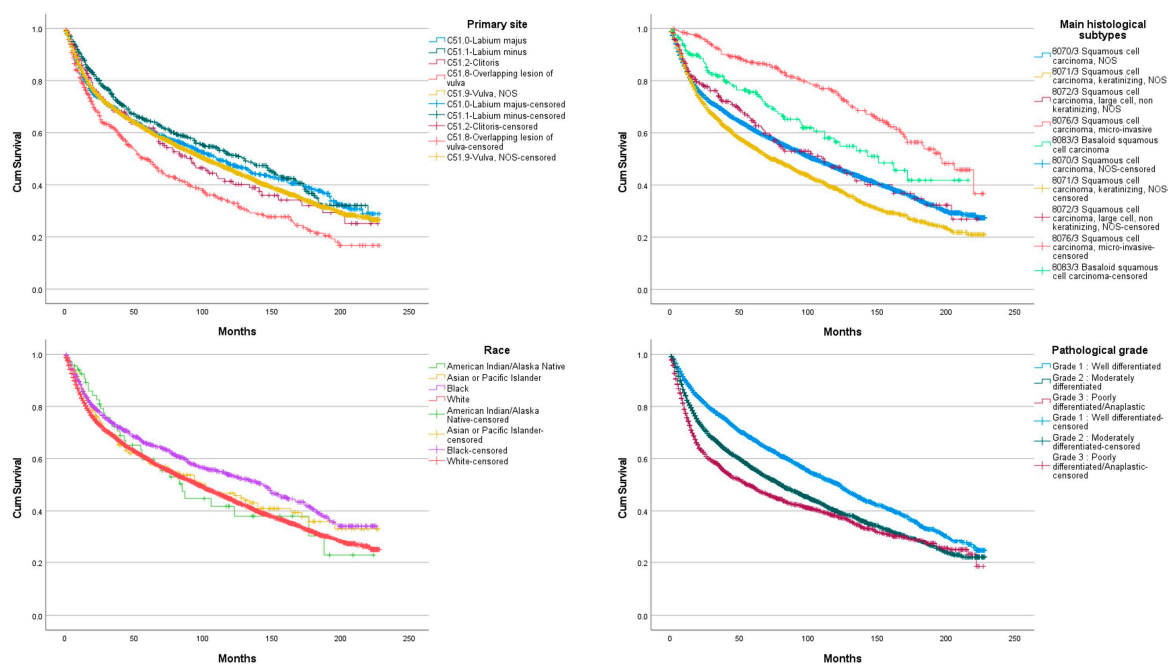 Primary site
C51.0-Labium majus
C51.1-Labium minus
C51.2-Clitoris
C51.8-Overlapping lesion of
vulva
C51.9-Vulva, NOS
C51.0-Labium majus-censored
C51.1-Labium minus-censored
C51.2-Clitoris-censored
C51.8-Overlapping lesion of
vulva-censored
C51.9-Vulva, NOS-censored
Cum Survival
1.0
0.8
0.6
0.4
0.2
0.0
0 50 100 150 200 250
Months
Main histological
subtypes
8070/3 Squamous cell
carcinoma, NOS
8071/3 Squamous cell
carcinoma, keratinizing, NOS
8072/3 Squamous cell
carcinoma, large cell, non
keratinizing, NOS
8076/3 Squamous cell
carcinoma, micro-invasive
8083/3 Basaloid squamous
cell carcinoma
8070/3 Squamous cell
carcinoma, NOS-censored
8071/3 Squamous cell
carcinoma, keratinizing, NOS-
censored
8072/3 Squamous cell
carcinoma, large cell, non
keratinizing, NOS-censored
8076/3 Squamous cell
carcinoma, micro-invasive-
censored
8083/3 Basaloid squamous
cell carcinoma-censored
Cum Survival
1.0
0.8
0.6
0.4
0.2
0.0
0 50 100 150 200 250
Months
Race
American Indian/Alaska Native
Asian or Pacific Islander
Black
White
American Indian/Alaska
Native-censored
Asian or Pacific Islander-
censored
Black-censored
White-censored
Cum Survival
1.0
0.8
0.6
0.4
0.2
0.0
0 50 100 150 200 250
Months
Pathological grade
Grade 1 : Well differentiated
Grade 2 : Moderately
differentiated
Grade 3 : Poorly
differentiated/Anaplastic
Grade 1 : Well differentiated-
censored
Grade 2 : Moderately
differentiated-censored
Grade 3 : Poorly
differentiated/Anaplastic-
censored
Cum Survival
1.0
0.8
0.6
0.4
0.2
0.0
0 50 100 150 200 250
Months